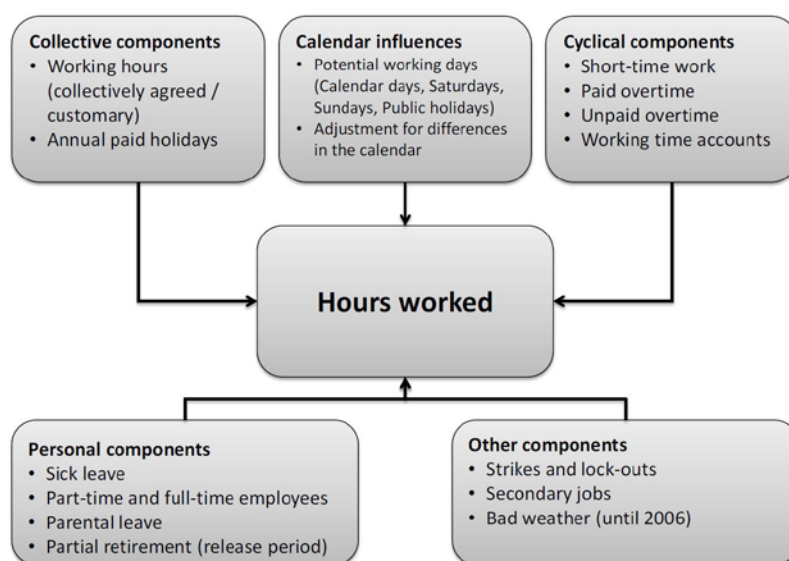 Collective components
• Working hours
(collectively agreed /
customary)
• Annual paid holidays
Calendar influences
• Potential working days
(Calendar days, Saturdays,
Sundays, Public holidays)
• Adjustment for differences
in the calendar
Cyclical components
• Short-time work
• Paid overtime
• Unpaid overtime
• Working time accounts
Hours worked
Personal components
• Sick leave
• Part-time and full-time employees
• Parental leave
• Partial retirement (release period)
Other components
• Strikes and lock-outs
• Secondary jobs
• Bad weather (until 2006)